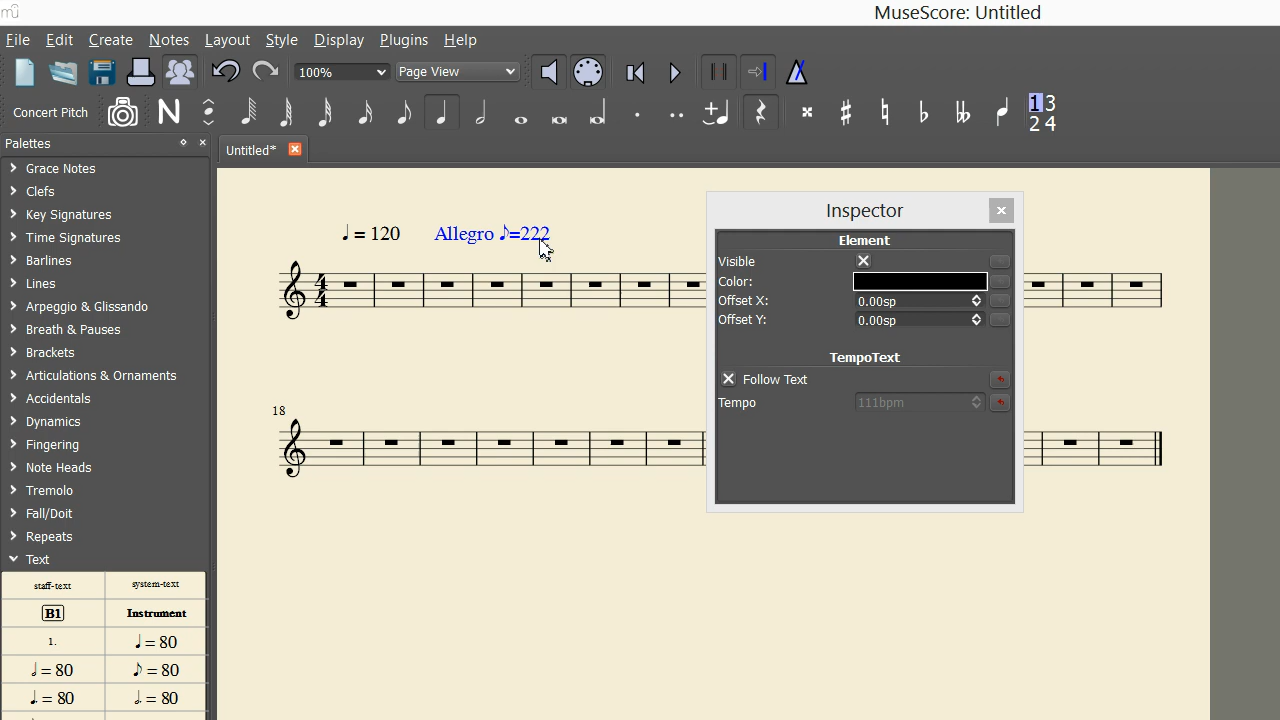 MuseScore: Untitled
File Edit Create Notes Layout Style Display Plugins Help
100% Page View
Concert Pitch N 1 3
2 4
Palettes
Untitled*
Grace Notes
Clefs
Key Signatures
Time Signatures
Barlines
Lines
Arpeggio & Glissando
Breath & Pauses
Brackets
Articulations & Ornaments
Accidentals
Dynamics
Fingering
Note Heads
Tremolo
Fall/Doit
Repeats
Text
staff-text system-text
B1 Instrument
1. ♩ = 80
𝅗𝅥 = 80 ♪ = 80
♩. = 80 𝅗𝅥. = 80
♩ = 120 Allegro ♪=222
4
4
18
Inspector
Element
Visible
Color:
Offset X: 0.00sp
Offset Y: 0.00sp
TempoText
Follow Text
Tempo 111bpm